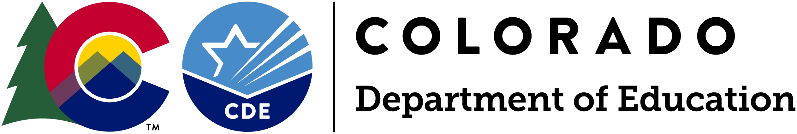 CDE
TM
COLORADO
Department of Education